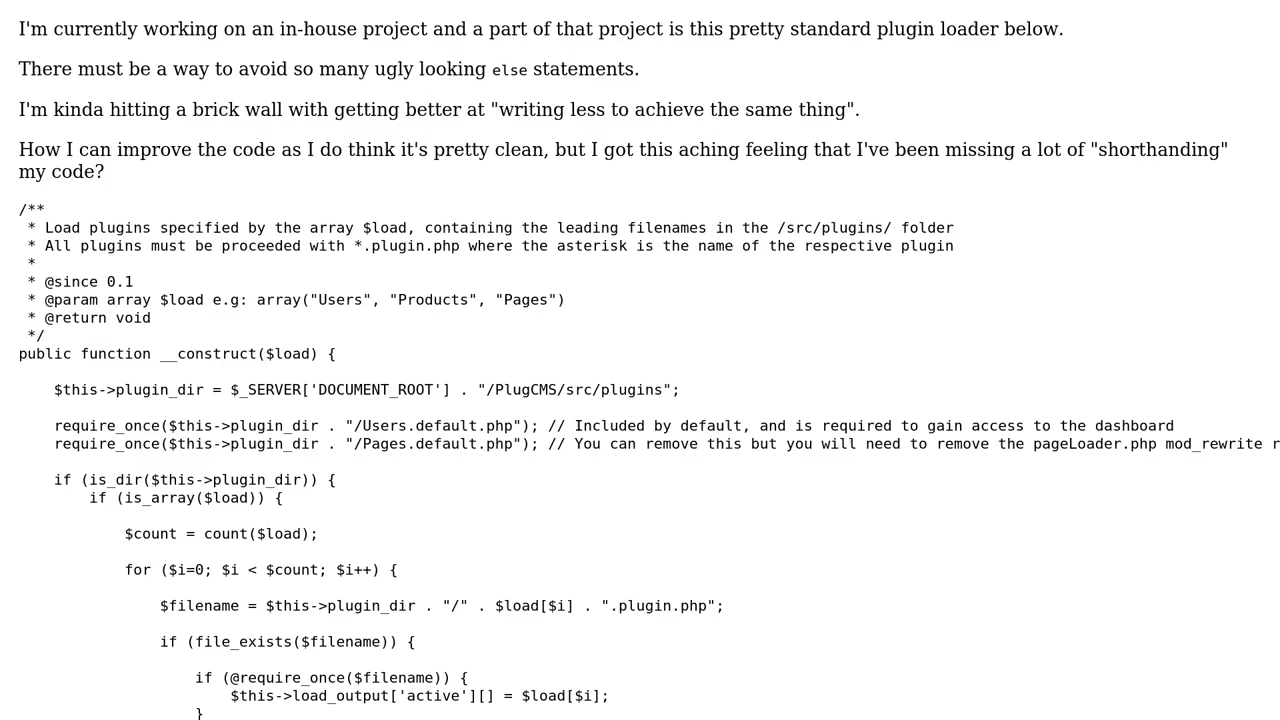 I'm currently working on an in-house project and a part of that project is this pretty standard plugin loader below.
There must be a way to avoid so many ugly looking else statements.
I'm kinda hitting a brick wall with getting better at "writing less to achieve the same thing".
How I can improve the code as I do think it's pretty clean, but I got this aching feeling that I've been missing a lot of "shorthanding"
my code?
/**
 * Load plugins specified by the array $load, containing the leading filenames in the /src/plugins/ folder
 * All plugins must be proceeded with *.plugin.php where the asterisk is the name of the respective plugin
 *
 * @since 0.1
 * @param array $load e.g: array("Users", "Products", "Pages")
 * @return void
 */
public function __construct($load) {
    $this->plugin_dir = $_SERVER['DOCUMENT_ROOT'] . "/PlugCMS/src/plugins";
    require_once($this->plugin_dir . "/Users.default.php"); // Included by default, and is required to gain access to the dashboard
    require_once($this->plugin_dir . "/Pages.default.php"); // You can remove this but you will need to remove the pageLoader.php mod_rewrite r
    if (is_dir($this->plugin_dir)) {
        if (is_array($load)) {
            $count = count($load);
            for ($i=0; $i < $count; $i++) {
                $filename = $this->plugin_dir . "/" . $load[$i] . ".plugin.php";
                if (file_exists($filename)) {
                    if (@require_once($filename)) {
                        $this->load_output['active'][] = $load[$i];
                    }